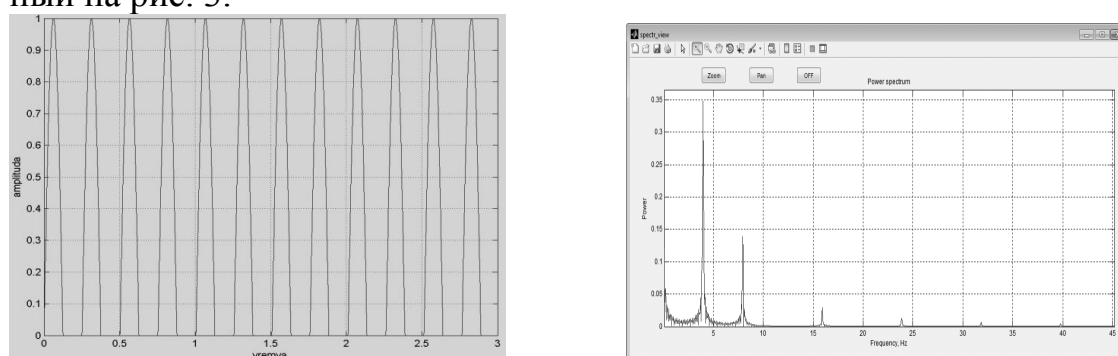 ный на рис. 3:
1
0.9
0.8
0.7
0.6
0.5
0.4
0.3
0.2
0.1
0
amplituda
0 0.5 1 1.5 2 2.5 3
vremya
spectr_view
Zoom Pan OFF
Power spectrum
0.35
0.3
0.25
0.2
0.15
0.1
0.05
0
Power
5 10 15 20 25 30 35 40 45
Frequency, Hz